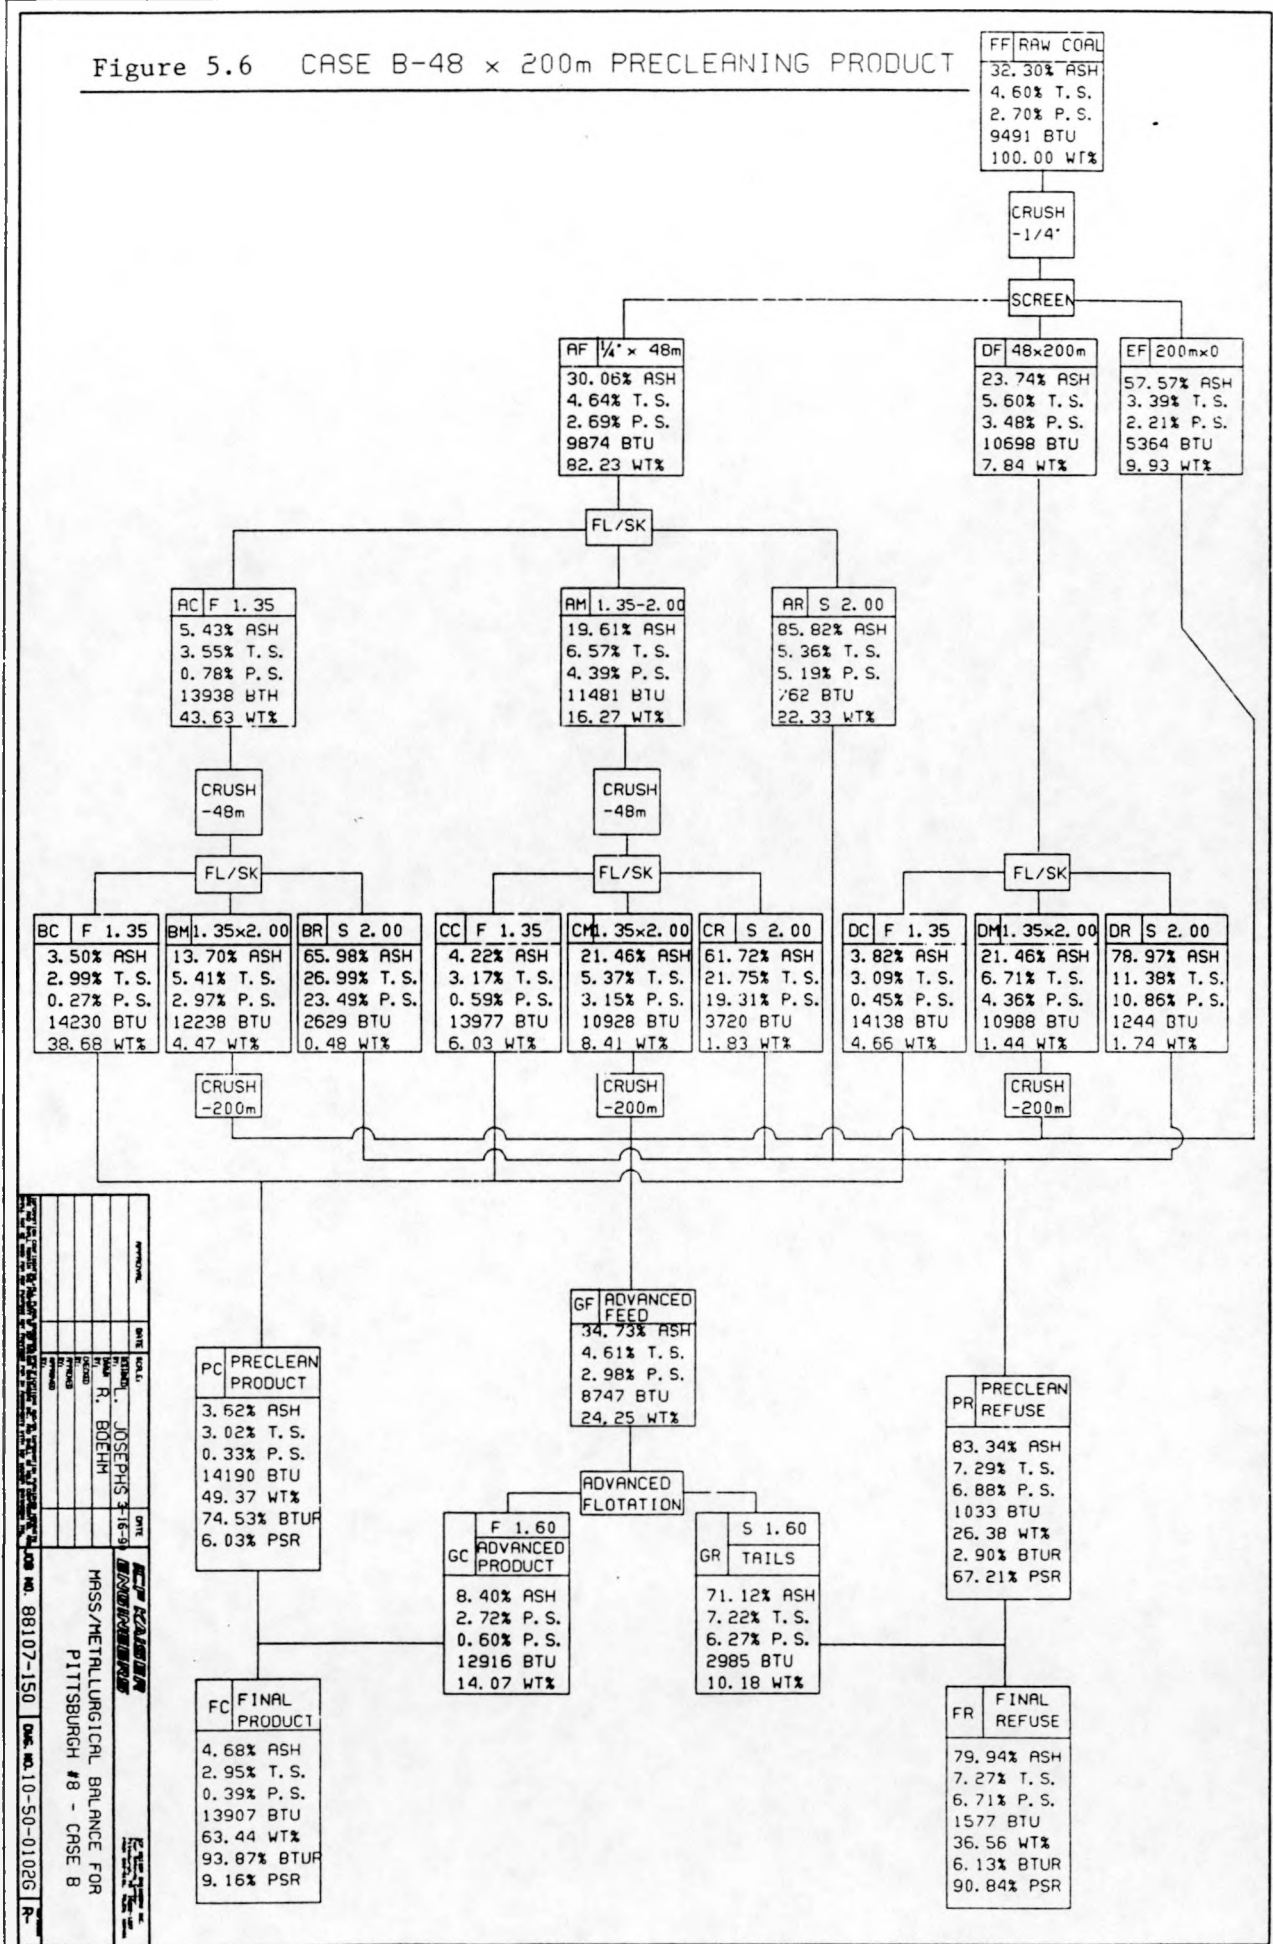 Figure 5.6 CASE B-48 x 200m PRECLEANING PRODUCT
FF RAW COAL
32.30% ASH
4.60% T.S.
2.70% P.S.
9491 BTU
100.00 WT%
CRUSH
-1/4"
SCREEN
AF 1/4" x 48m
30.06% ASH
4.64% T.S.
2.69% P.S.
9874 BTU
82.23 WT%
DF 48x200m
23.74% ASH
5.60% T.S.
3.48% P.S.
10698 BTU
7.84 WT%
EF 200mx0
57.57% ASH
3.39% T.S.
2.21% P.S.
5364 BTU
9.93 WT%
FL/SK
AC F 1.35
5.43% ASH
3.55% T.S.
0.78% P.S.
13938 BTH
43.63 WT%
AM 1.35-2.00
19.61% ASH
6.57% T.S.
4.39% P.S.
11481 BTU
16.27 WT%
AR S 2.00
85.82% ASH
5.36% T.S.
5.19% P.S.
762 BTU
22.33 WT%
CRUSH
-48m
CRUSH
-48m
FL/SK
FL/SK
FL/SK
BC F 1.35
3.50% ASH
2.99% T.S.
0.27% P.S.
14230 BTU
38.68 WT%
BM 1.35x2.00
13.70% ASH
5.41% T.S.
2.97% P.S.
12238 BTU
4.47 WT%
BR S 2.00
65.98% ASH
26.99% T.S.
23.49% P.S.
2629 BTU
0.48 WT%
CC F 1.35
4.22% ASH
3.17% T.S.
0.59% P.S.
13977 BTU
6.03 WT%
CM 1.35x2.00
21.46% ASH
5.37% T.S.
3.15% P.S.
10928 BTU
8.41 WT%
CR S 2.00
61.72% ASH
21.75% T.S.
19.31% P.S.
3720 BTU
1.83 WT%
DC F 1.35
3.82% ASH
3.09% T.S.
0.45% P.S.
14138 BTU
4.66 WT%
DM 1.35x2.00
21.46% ASH
6.71% T.S.
4.36% P.S.
10988 BTU
1.44 WT%
DR S 2.00
78.97% ASH
11.38% T.S.
10.86% P.S.
1244 BTU
1.74 WT%
CRUSH
-200m
CRUSH
-200m
CRUSH
-200m
GF ADVANCED
FEED
34.73% ASH
4.61% T.S.
2.98% P.S.
8747 BTU
24.25 WT%
PC PRECLEAN
PRODUCT
3.62% ASH
3.02% T.S.
0.33% P.S.
14190 BTU
49.37 WT%
74.53% BTUR
6.03% PSR
PR PRECLEAN
REFUSE
83.34% ASH
7.29% T.S.
6.88% P.S.
1033 BTU
26.38 WT%
2.90% BTUR
67.21% PSR
ADVANCED
FLOTATION
F 1.60
GC ADVANCED
PRODUCT
8.40% ASH
2.72% P.S.
0.60% P.S.
12916 BTU
14.07 WT%
S 1.60
GR TAILS
71.12% ASH
7.22% T.S.
6.27% P.S.
2985 BTU
10.18 WT%
FC FINAL
PRODUCT
4.68% ASH
2.95% T.S.
0.39% P.S.
13907 BTU
63.44 WT%
93.87% BTUR
9.16% PSR
FR FINAL
REFUSE
79.94% ASH
7.27% T.S.
6.71% P.S.
1577 BTU
36.56 WT%
6.13% BTUR
90.84% PSR
APPROVAL DATE
SCALE DATE
L. JOSEPHS 3-16-9
R. BOEHM
ICF KAISER
ENGINEERS
MASS/METALLURGICAL BALANCE FOR
PITTSBURGH #8 - CASE B
JOB NO. 88107-150 DWG. NO. 10-50-0102G R-